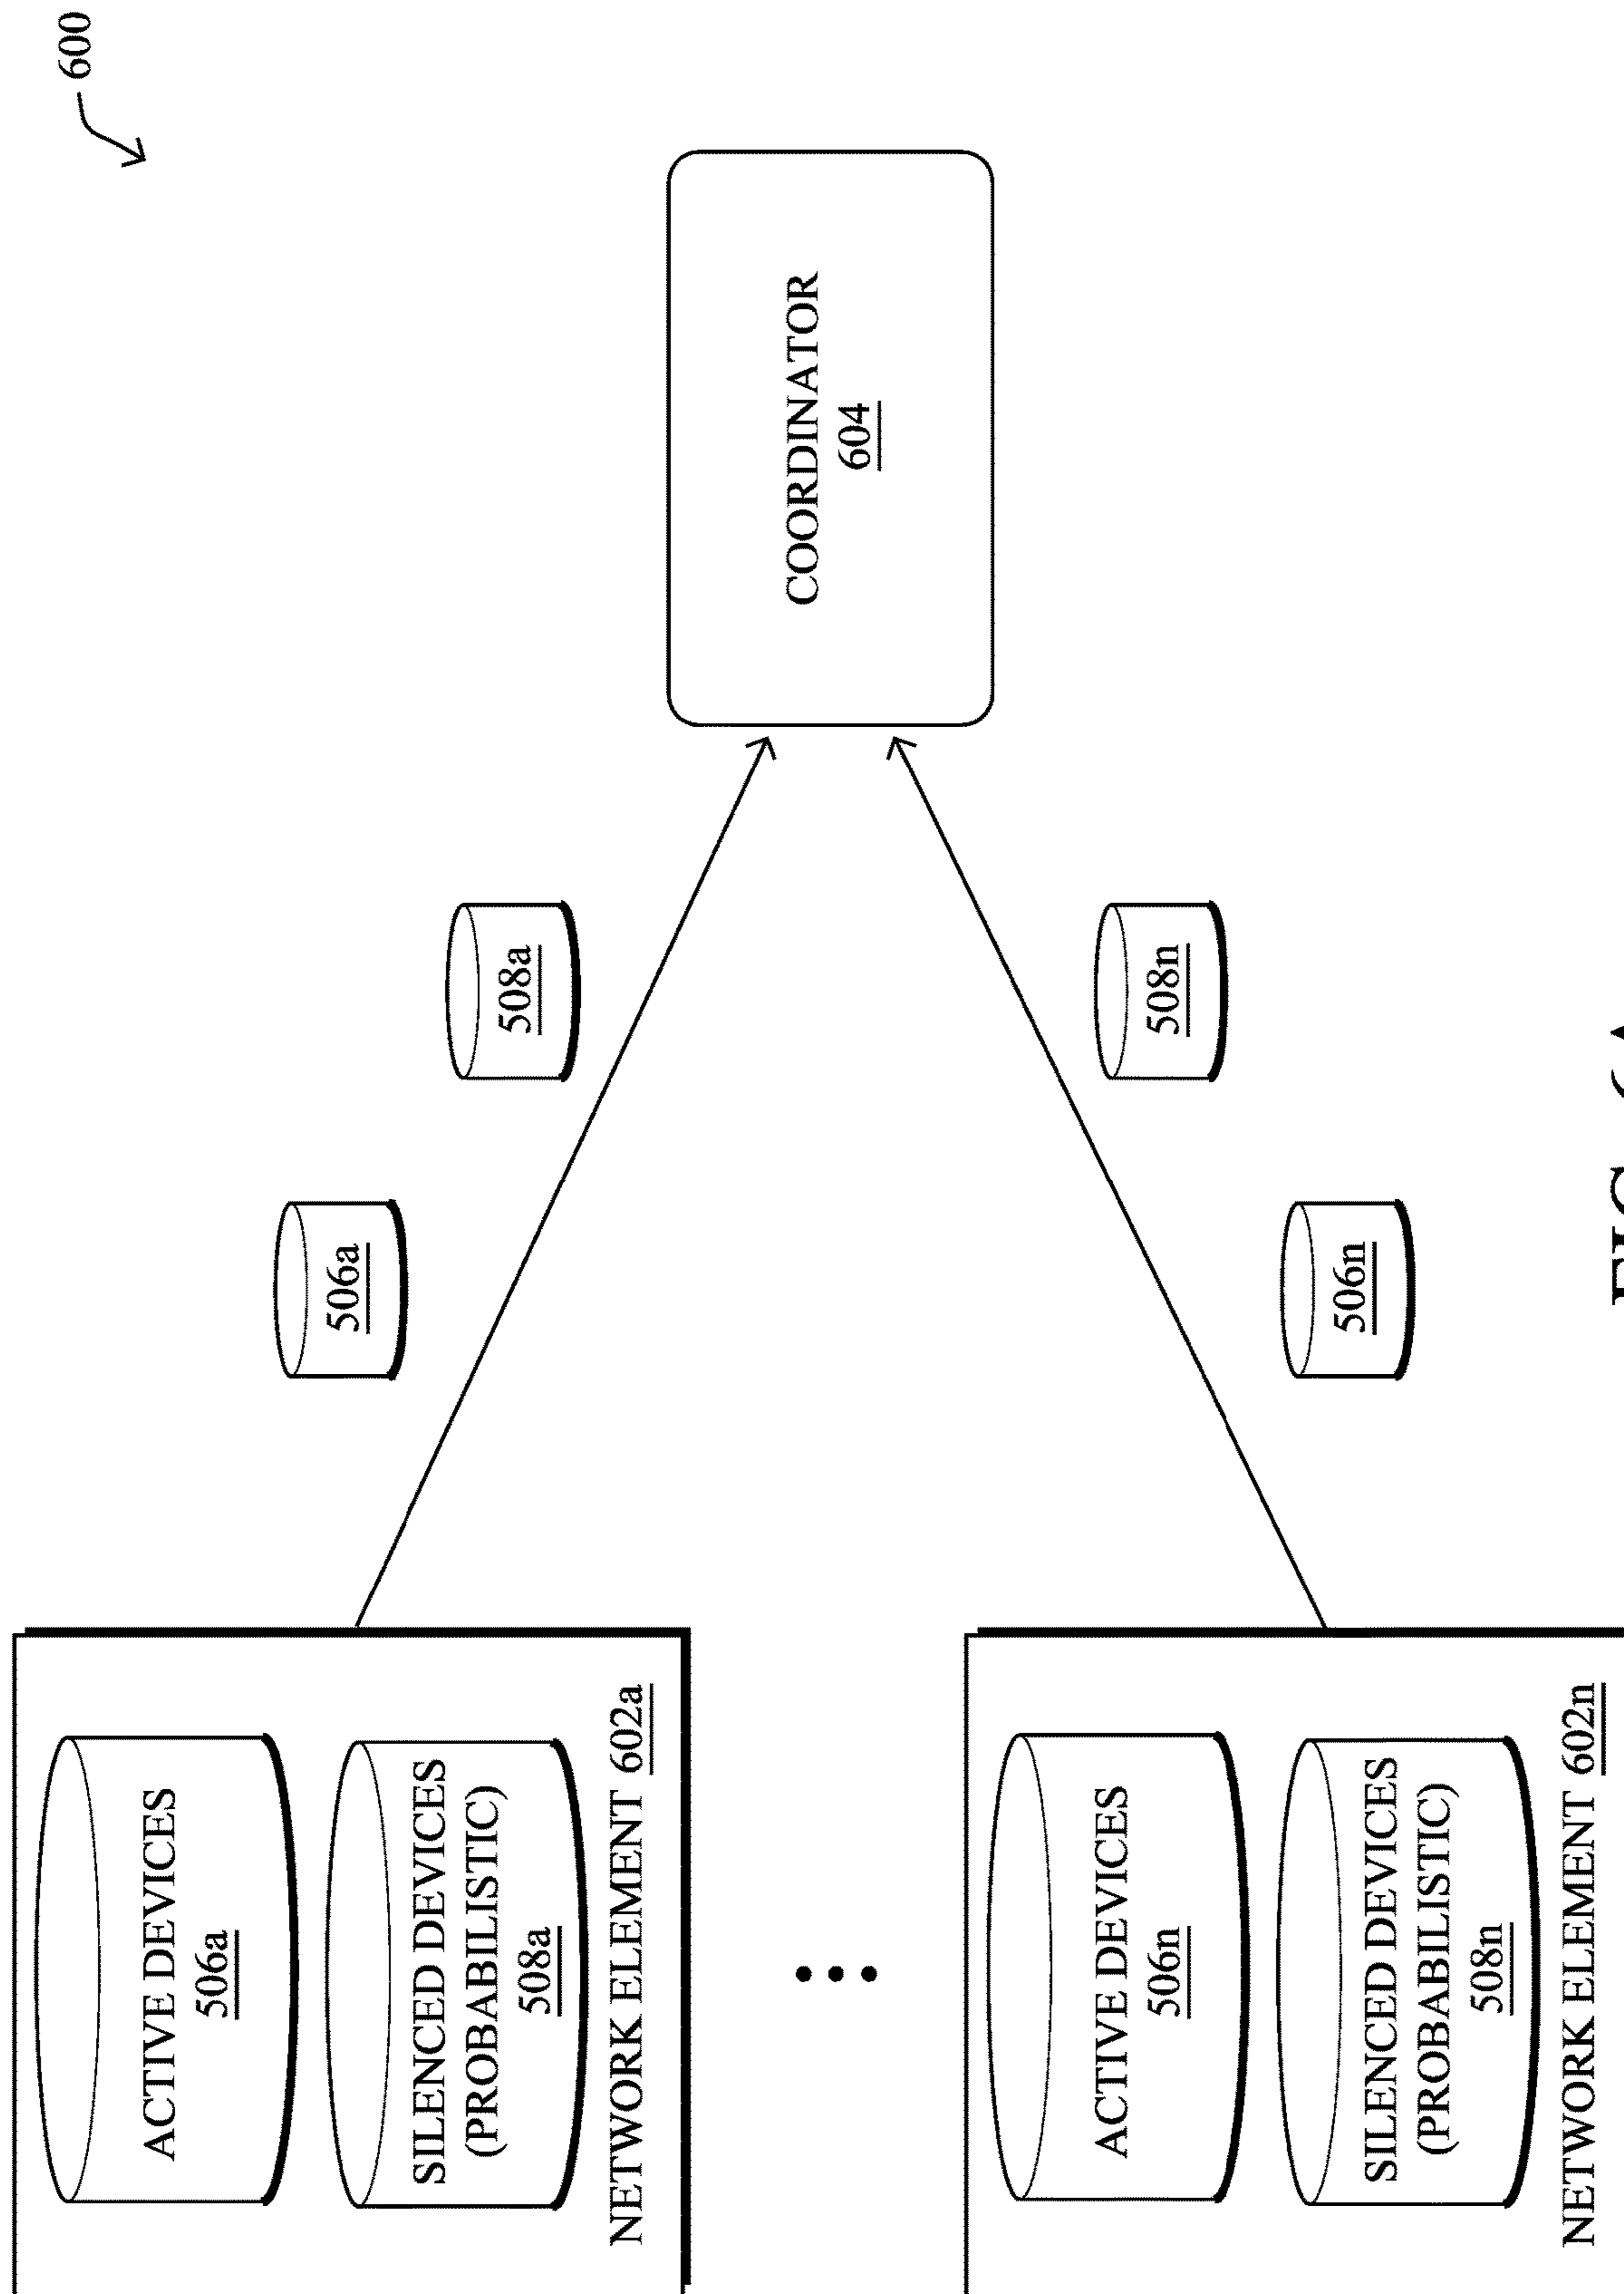 600
ACTIVE DEVICES
506a
SILENCED DEVICES
(PROBABILISTIC)
508a
NETWORK ELEMENT 602a
506a
508a
COORDINATOR
604
ACTIVE DEVICES
506n
SILENCED DEVICES
(PROBABILISTIC)
508n
NETWORK ELEMENT 602n
506n
508n